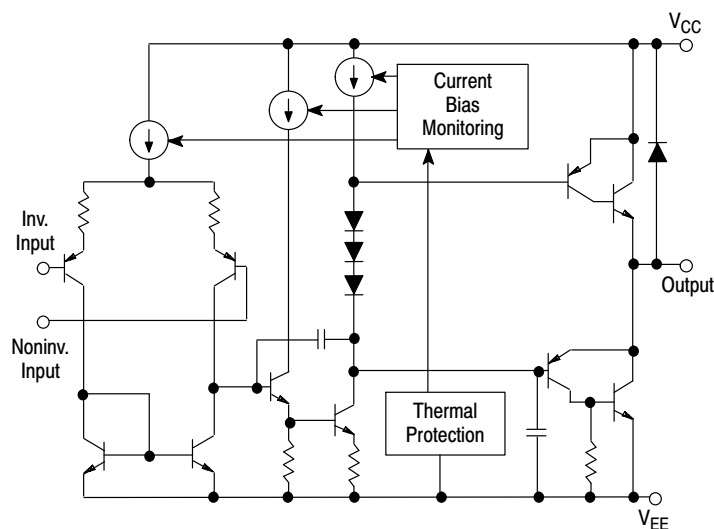 VCC
Current
Bias
Monitoring
Inv.
Input
Output
Noninv.
Input
Thermal
Protection
VEE